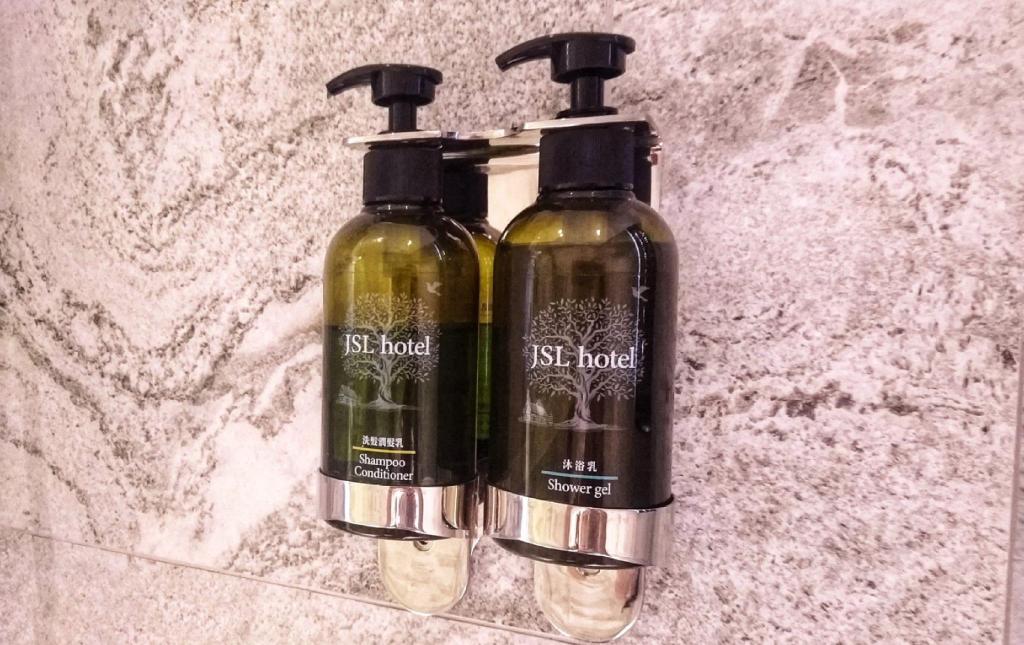 JSL hotel
洗髮潤髮乳
Shampoo
Conditioner
JSL hotel
沐浴乳
Shower gel